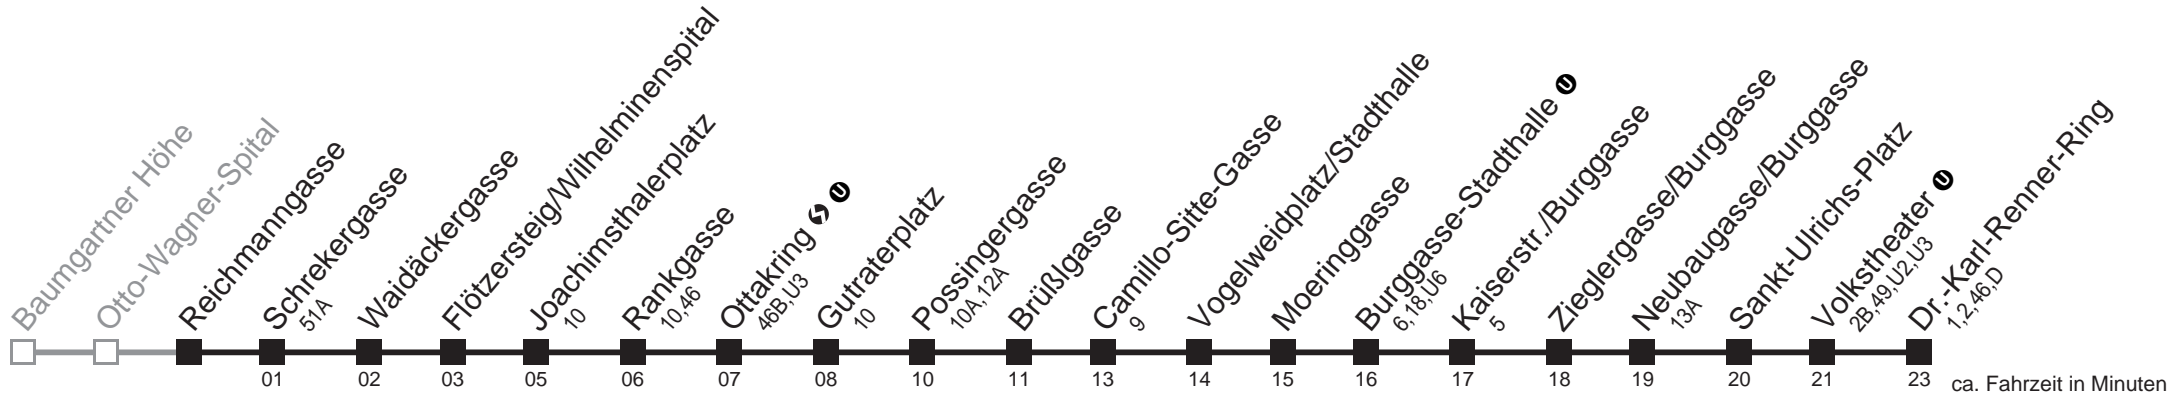 Baumgartner Höhe
Otto-Wagner-Spital
Reichmanngasse
Schrekergasse
51A
Waidäckergasse
Flötzersteig/Wilhelminenspital
Joachimsthalerplatz
10
Rankgasse
10,46
Ottakring U
46B,U3
Gutraterplatz
10
Possingergasse
10A,12A
Brüßlgasse
Camillo-Sitte-Gasse
9
Vogelweidplatz/Stadthalle
Moeringgasse
Burggasse-Stadthalle U
6,18,U6
Kaiserstr./Burggasse
5
Zieglergasse/Burggasse
Neubaugasse/Burggasse
13A
Sankt-Ulrichs-Platz
Volkstheater U
2B,49,U2,U3
Dr.-Karl-Renner-Ring
1,2,46,D
01 02 03 05 06 07 08 10 11 13 14 15 16 17 18 19 20 21 23 ca. Fahrzeit in Minuten